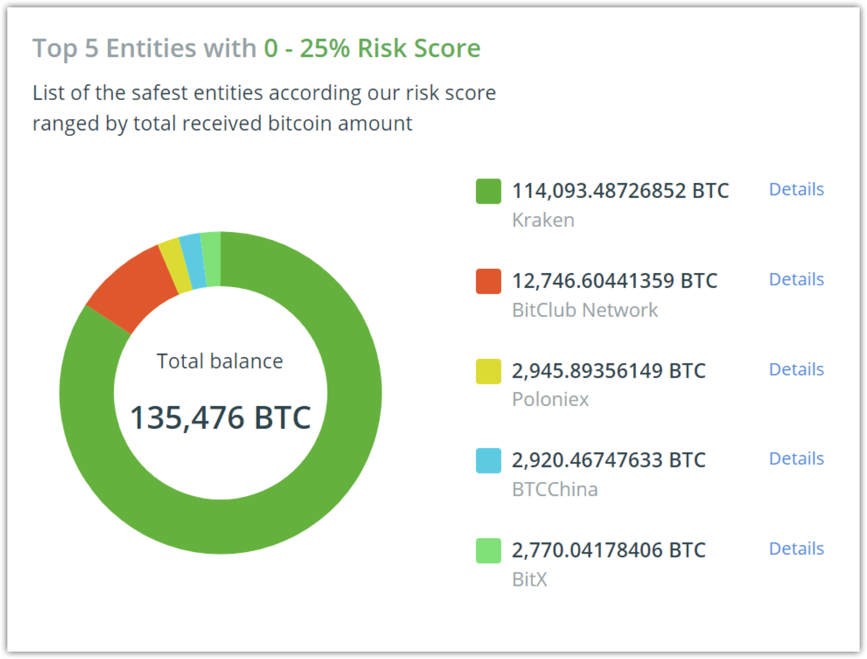 Top 5 Entities with 0 - 25% Risk Score
List of the safest entities according our risk score
ranged by total received bitcoin amount
Total balance
135,476 BTC
114,093.48726852 BTC Details
Kraken
12,746.60441359 BTC Details
BitClub Network
2,945.89356149 BTC Details
Poloniex
2,920.46747633 BTC Details
BTCChina
2,770.04178406 BTC Details
BitX